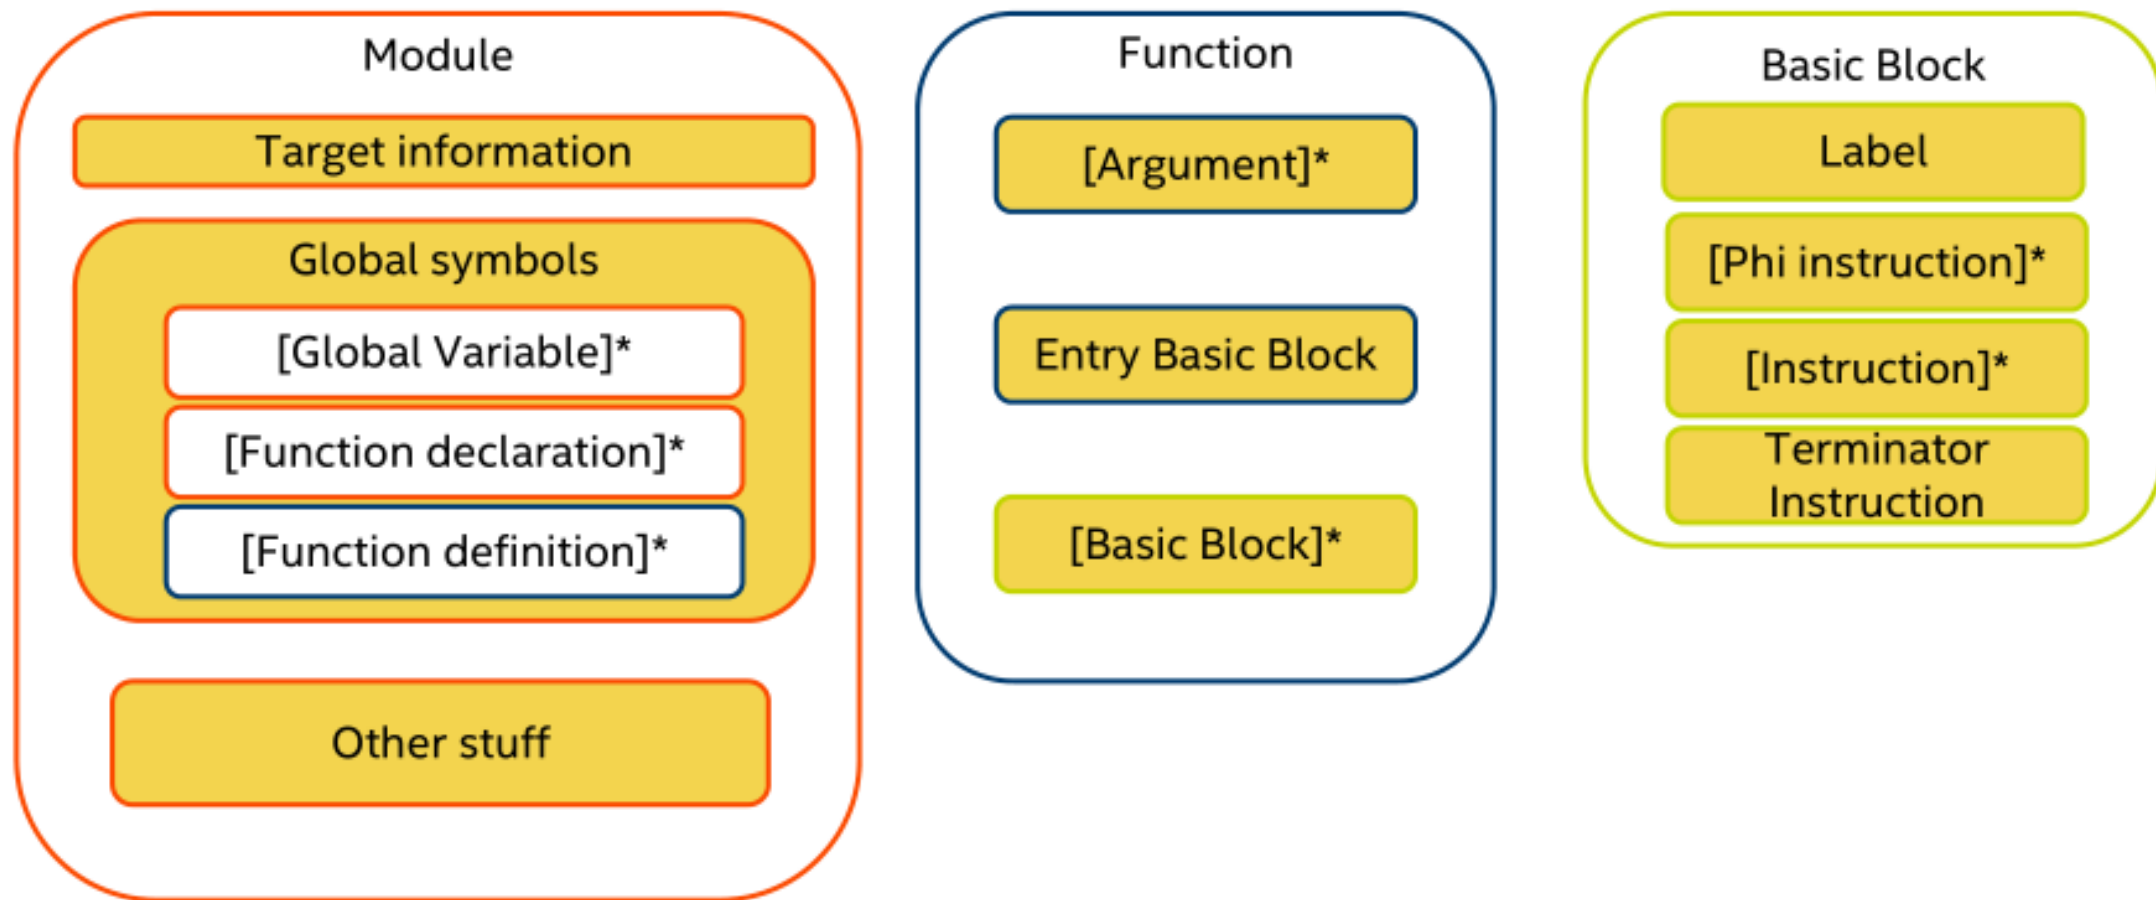 Module
Target information
Global symbols
[Global Variable]*
[Function declaration]*
[Function definition]*
Other stuff
Function
[Argument]*
Entry Basic Block
[Basic Block]*
Basic Block
Label
[Phi instruction]*
[Instruction]*
Terminator
Instruction